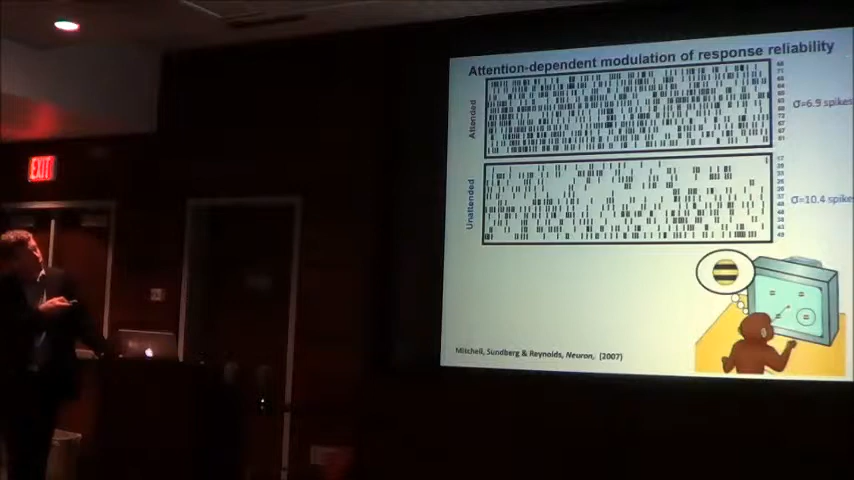 Attention-dependent modulation of response reliability
Attended
σ=6.9 spikes
Unattended
σ=10.4 spike
EXIT
Mitchell, Sundberg & Reynolds, Neuron, (2007)